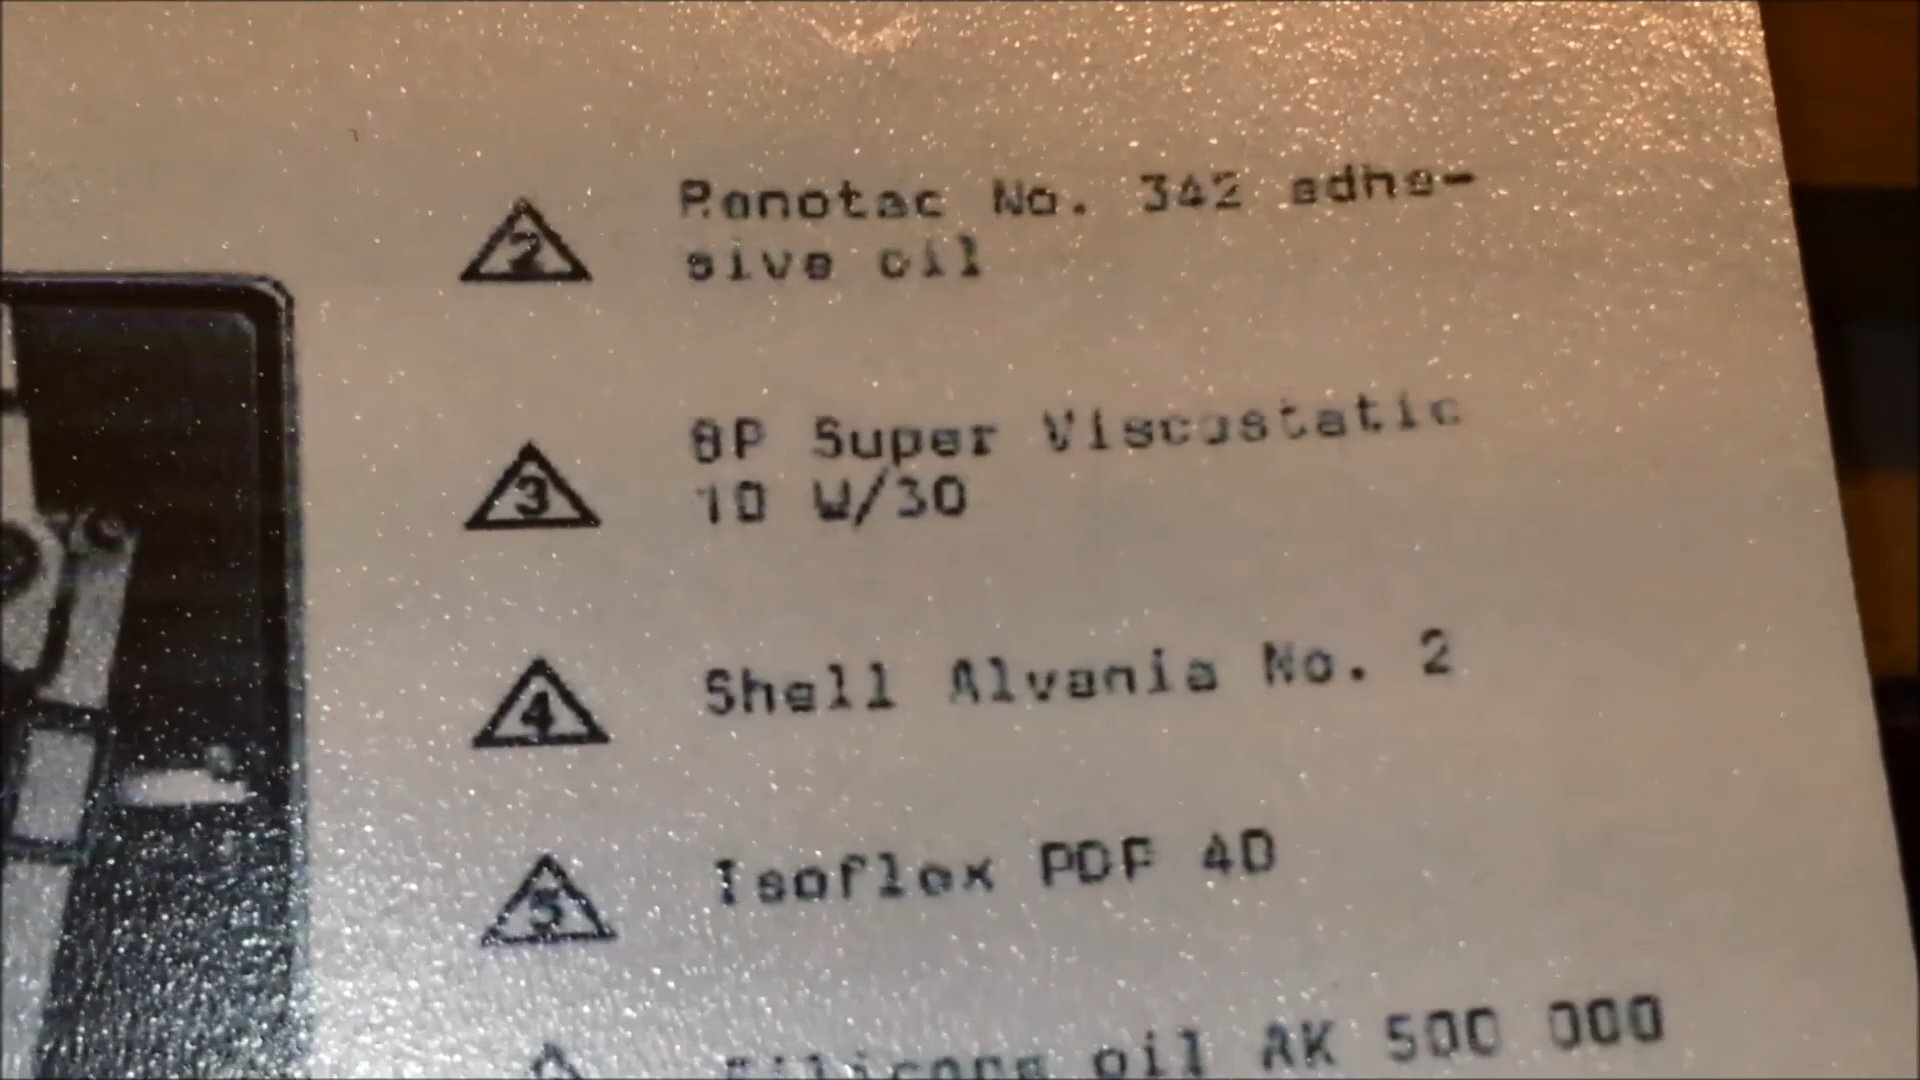 2 Renotac No. 342 adhe-
sive oil
3 BP Super Viscostatic
10 W/30
4 Shell Alvania No. 2
5 Isoflex PDP 40
Silicone oil AK 500 000